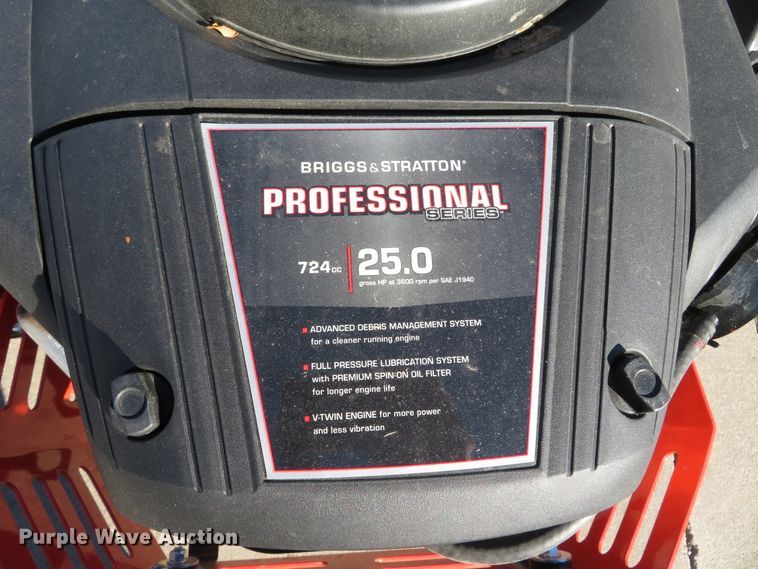 BRIGGS & STRATTON®
PROFESSIONAL
SERIES™
724cc 25.0
gross HP at 3600 rpm per SAE J1940
ADVANCED DEBRIS MANAGEMENT SYSTEM
for a cleaner running engine
FULL PRESSURE LUBRICATION SYSTEM
with PREMIUM SPIN-ON OIL FILTER
for longer engine life
V-TWIN ENGINE for more power
and less vibration
Purple Wave Auction